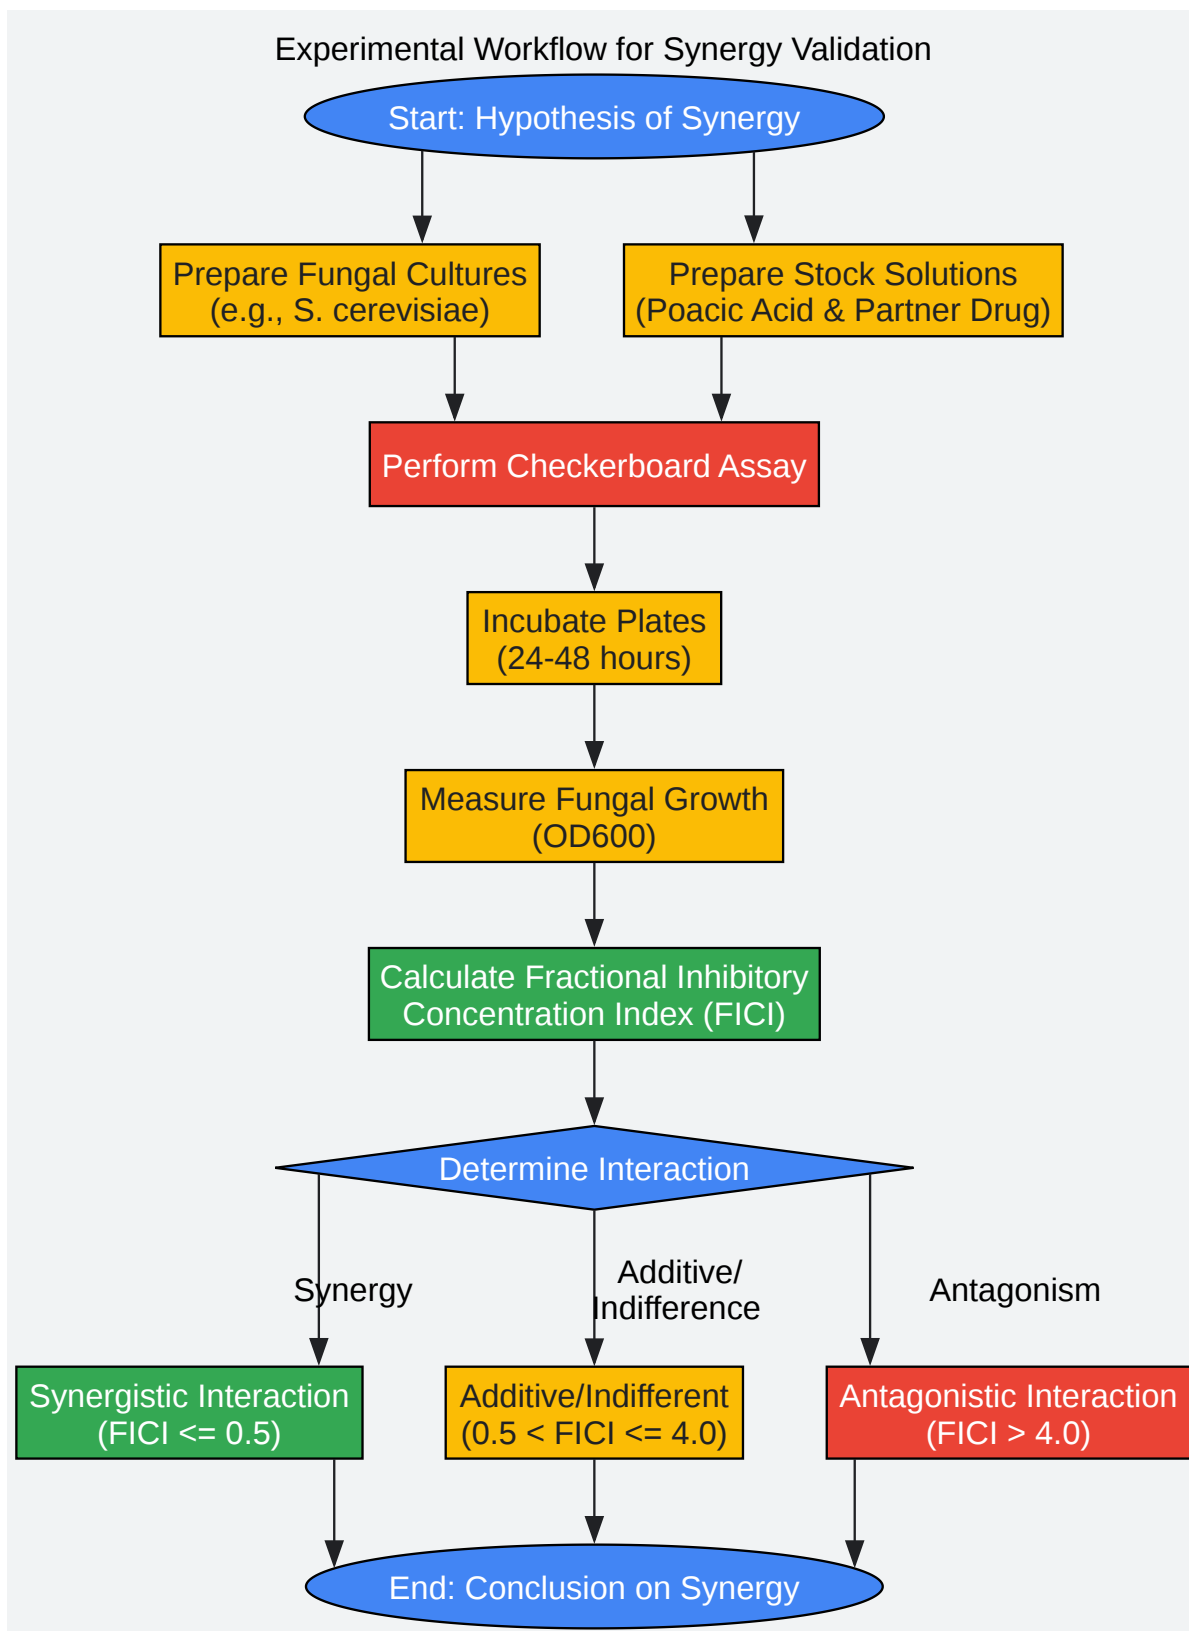 Experimental Workflow for Synergy Validation
Start: Hypothesis of Synergy
Prepare Fungal Cultures
(e.g., S. cerevisiae)
Prepare Stock Solutions
(Poacic Acid & Partner Drug)
Perform Checkerboard Assay
Incubate Plates
(24-48 hours)
Measure Fungal Growth
(OD600)
Calculate Fractional Inhibitory
Concentration Index (FICI)
Determine Interaction
Synergy
Additive/
Indifference
Antagonism
Synergistic Interaction
(FICI <= 0.5)
Additive/Indifferent
(0.5 < FICI <= 4.0)
Antagonistic Interaction
(FICI > 4.0)
End: Conclusion on Synergy